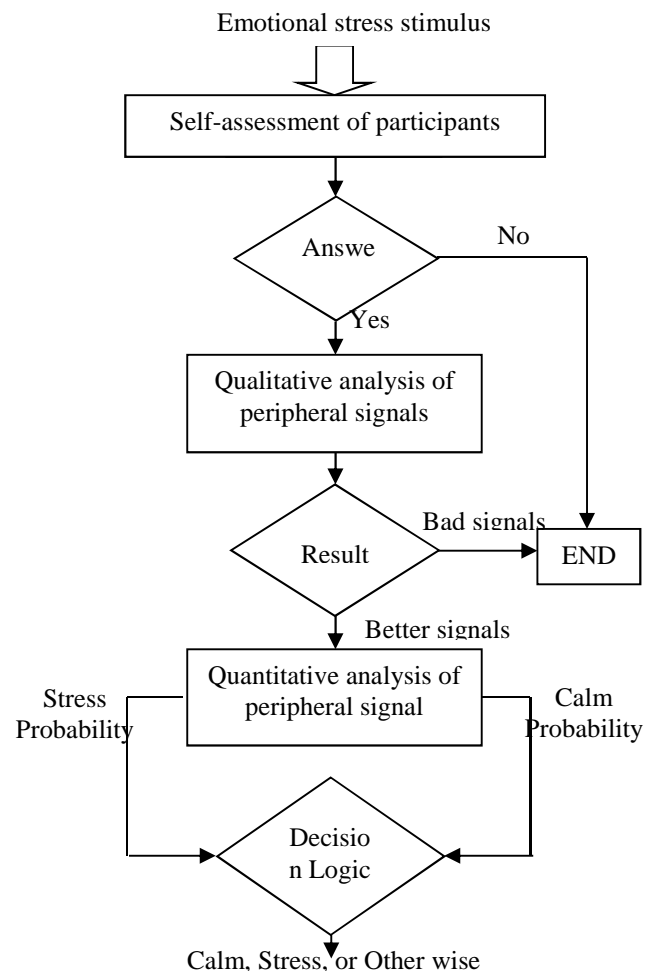 Emotional stress stimulus
Self-assessment of participants
Answe
No
Yes
Qualitative analysis of
peripheral signals
Bad signals
Result
END
Better signals
Quantitative analysis of
peripheral signal
Stress
Probability
Calm
Probability
Decisio
n Logic
Calm, Stress, or Other wise